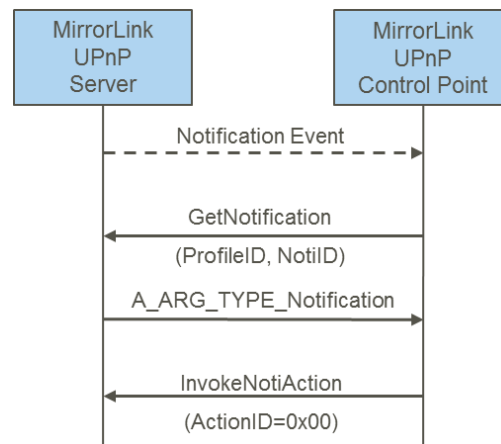 MirrorLink
UPnP
Server
MirrorLink
UPnP
Control Point
Notification Event
GetNotification
(ProfileID, NotiID)
A_ARG_TYPE_Notification
InvokeNotiAction
(ActionID=0x00)